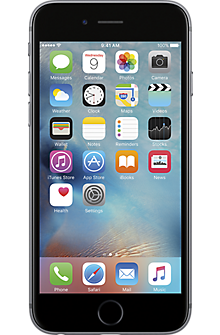 9:41 AM 100%
Wednesday
9
Messages Calendar Photos Camera
Weather Clock Maps Videos
Wallet Notes Reminders Stocks
iTunes Store App Store iBooks News
Health Settings
Phone Safari Mail Music